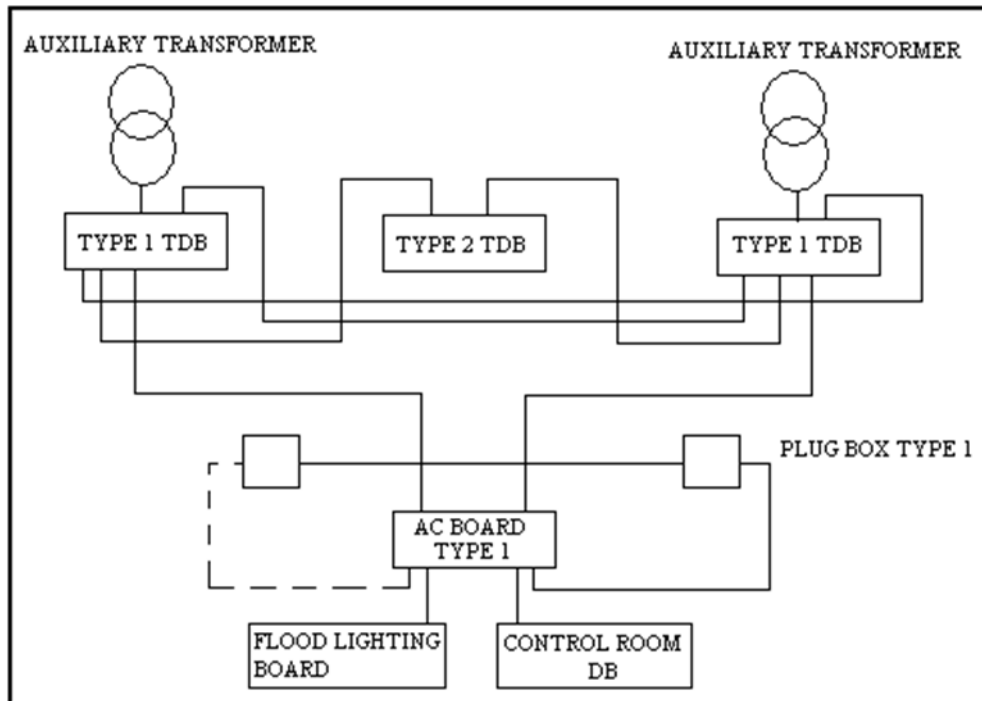 AUXILIARY TRANSFORMER
AUXILIARY TRANSFORMER
TYPE 1 TDB
TYPE 2 TDB
TYPE 1 TDB
PLUG BOX TYPE 1
AC BOARD
TYPE 1
FLOOD LIGHTING
BOARD
CONTROL ROOM
DB